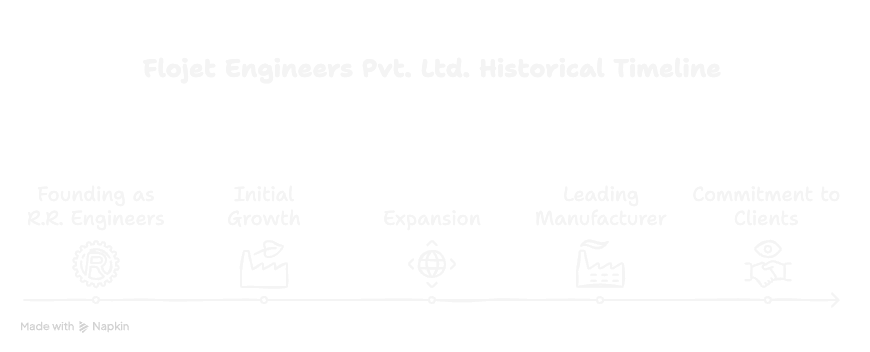 Flojet Engineers Pvt. Ltd. Historical Timeline
Founding as
R.R. Engineers
Initial
Growth
Expansion
Leading
Manufacturer
Commitment to
Clients
Made with Napkin